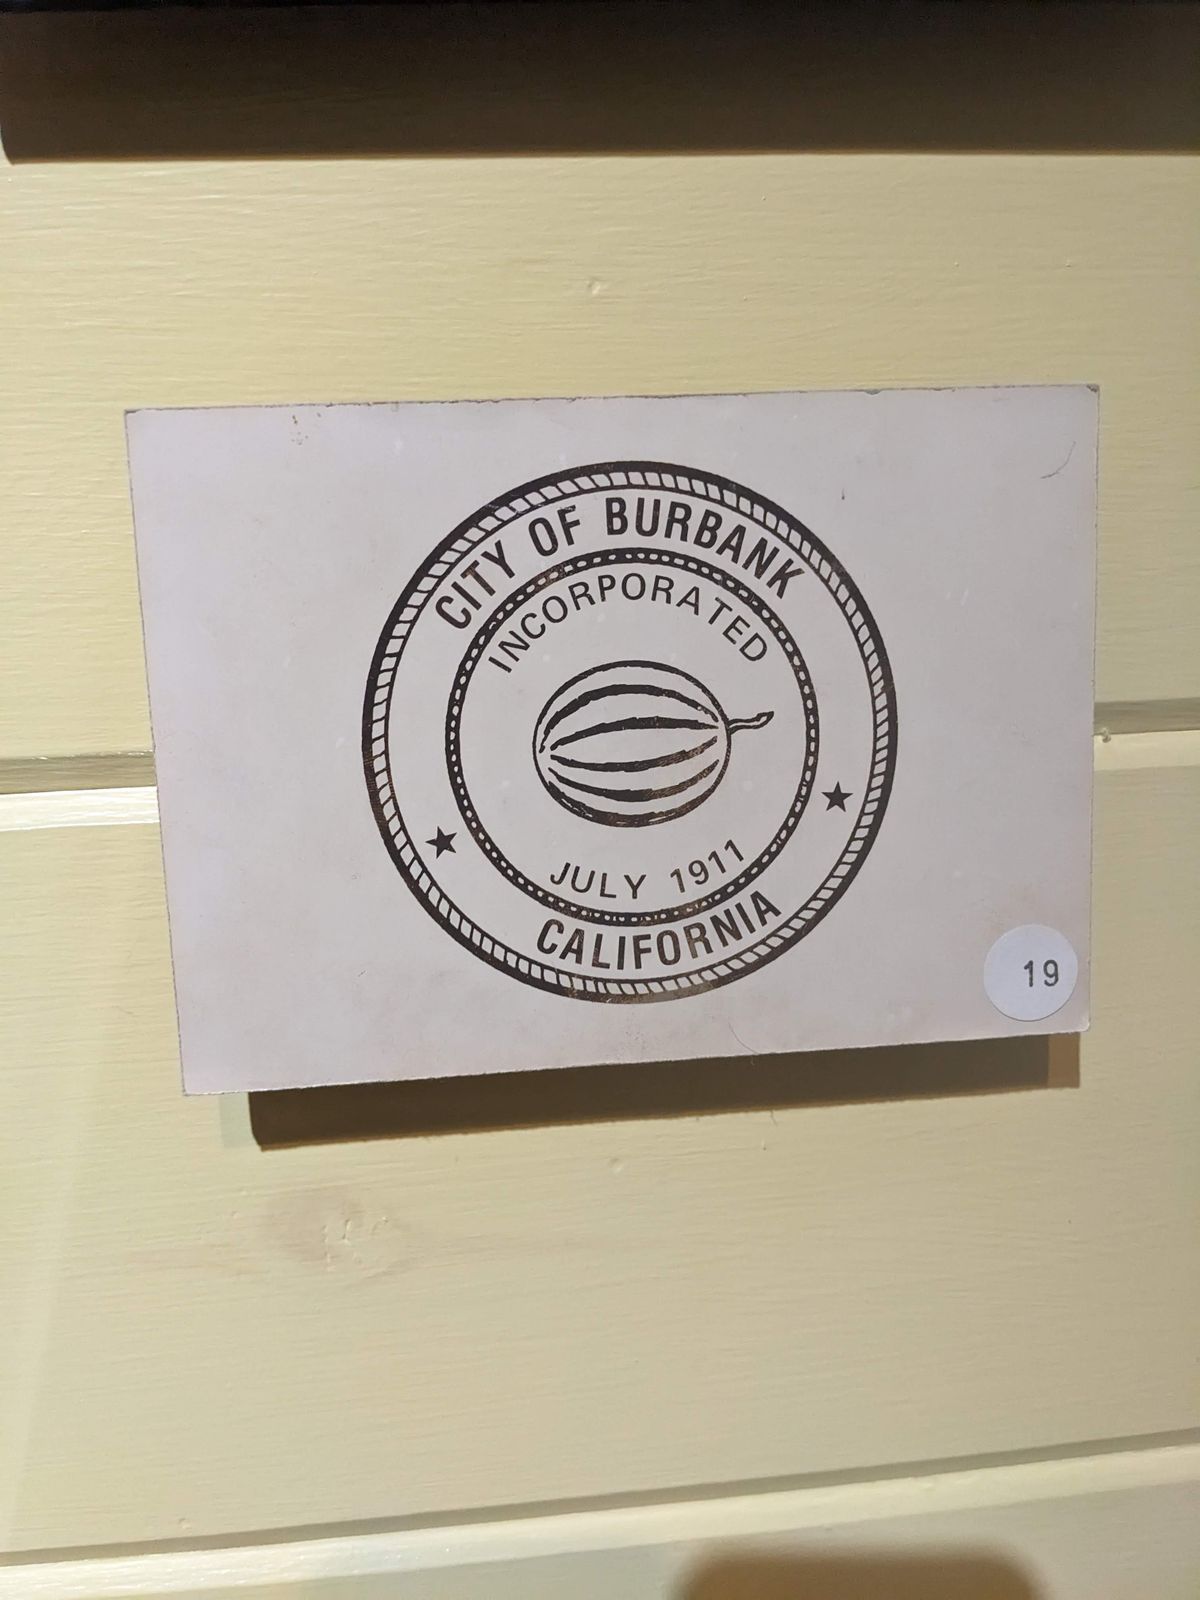 CITY OF BURBANK
INCORPORATED
JULY 1911
CALIFORNIA
19